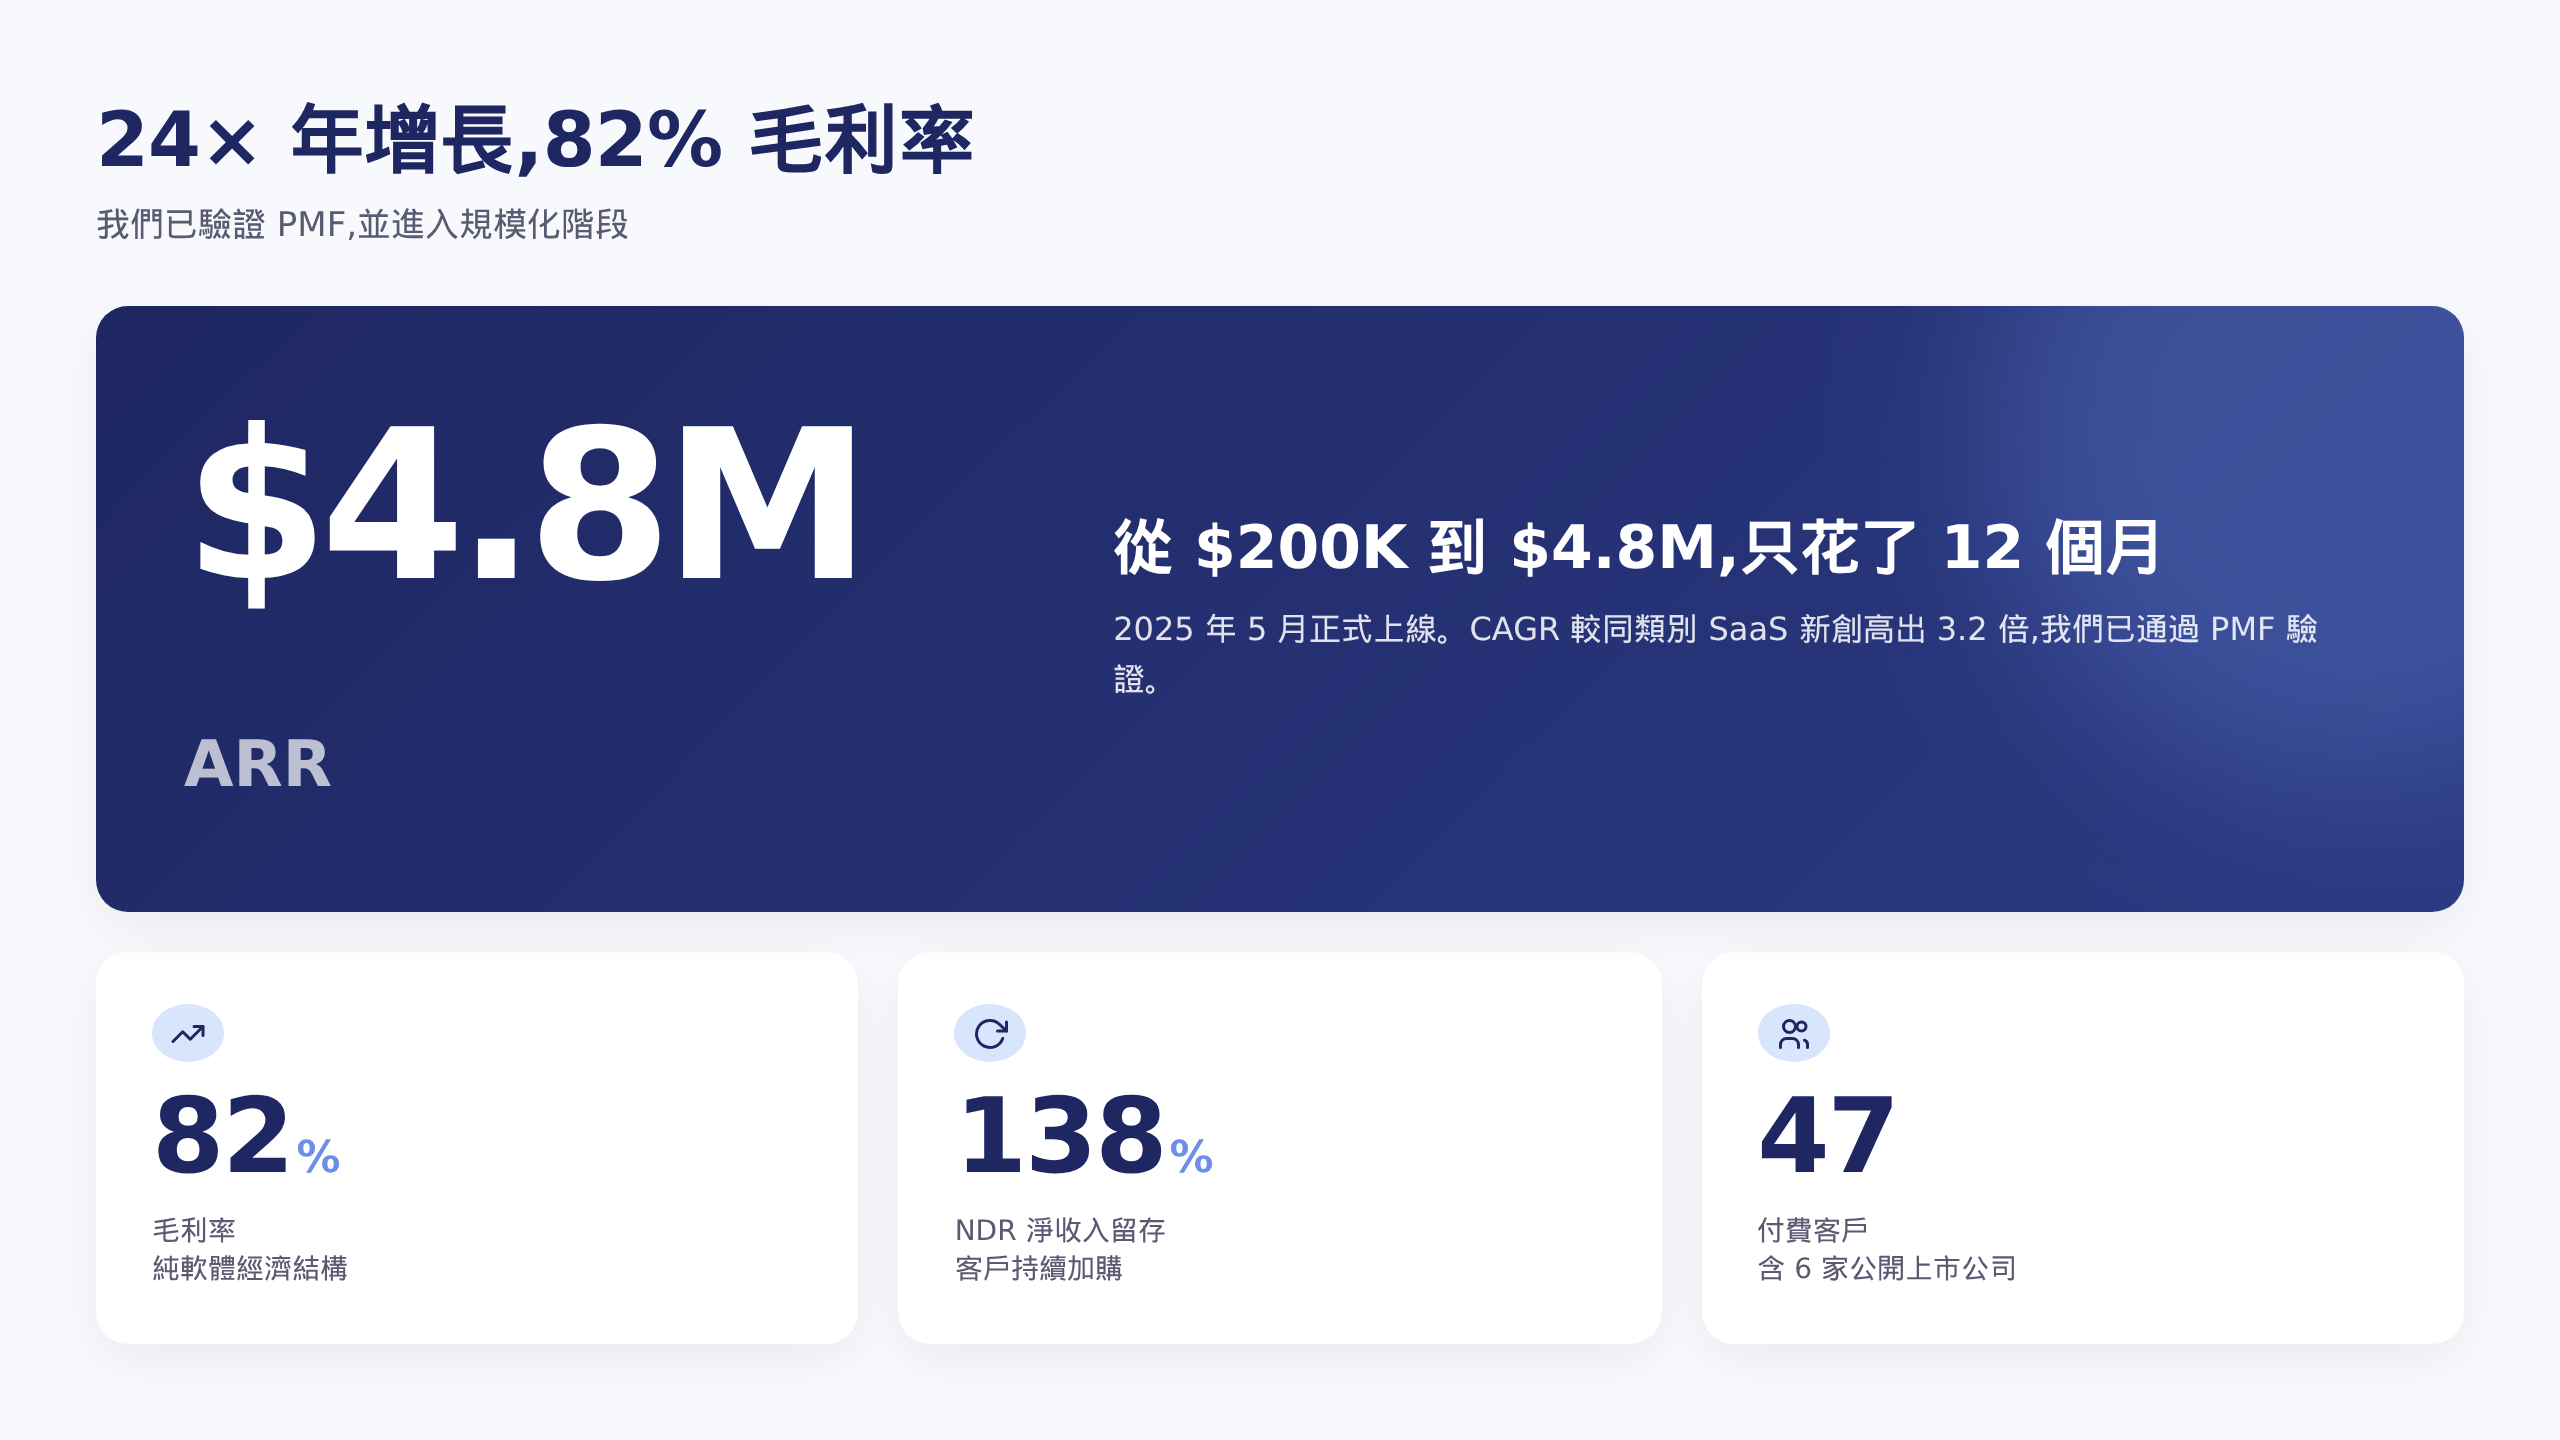 24× 年增長,82% 毛利率
我們已驗證 PMF,並進入規模化階段
$4.8M
ARR
從 $200K 到 $4.8M,只花了 12 個月
2025 年 5 月正式上線。CAGR 較同類別 SaaS 新創高出 3.2 倍,我們已通過 PMF 驗
證。
82%
毛利率
純軟體經濟結構
138%
NDR 淨收入留存
客戶持續加購
47
付費客戶
含 6 家公開上市公司